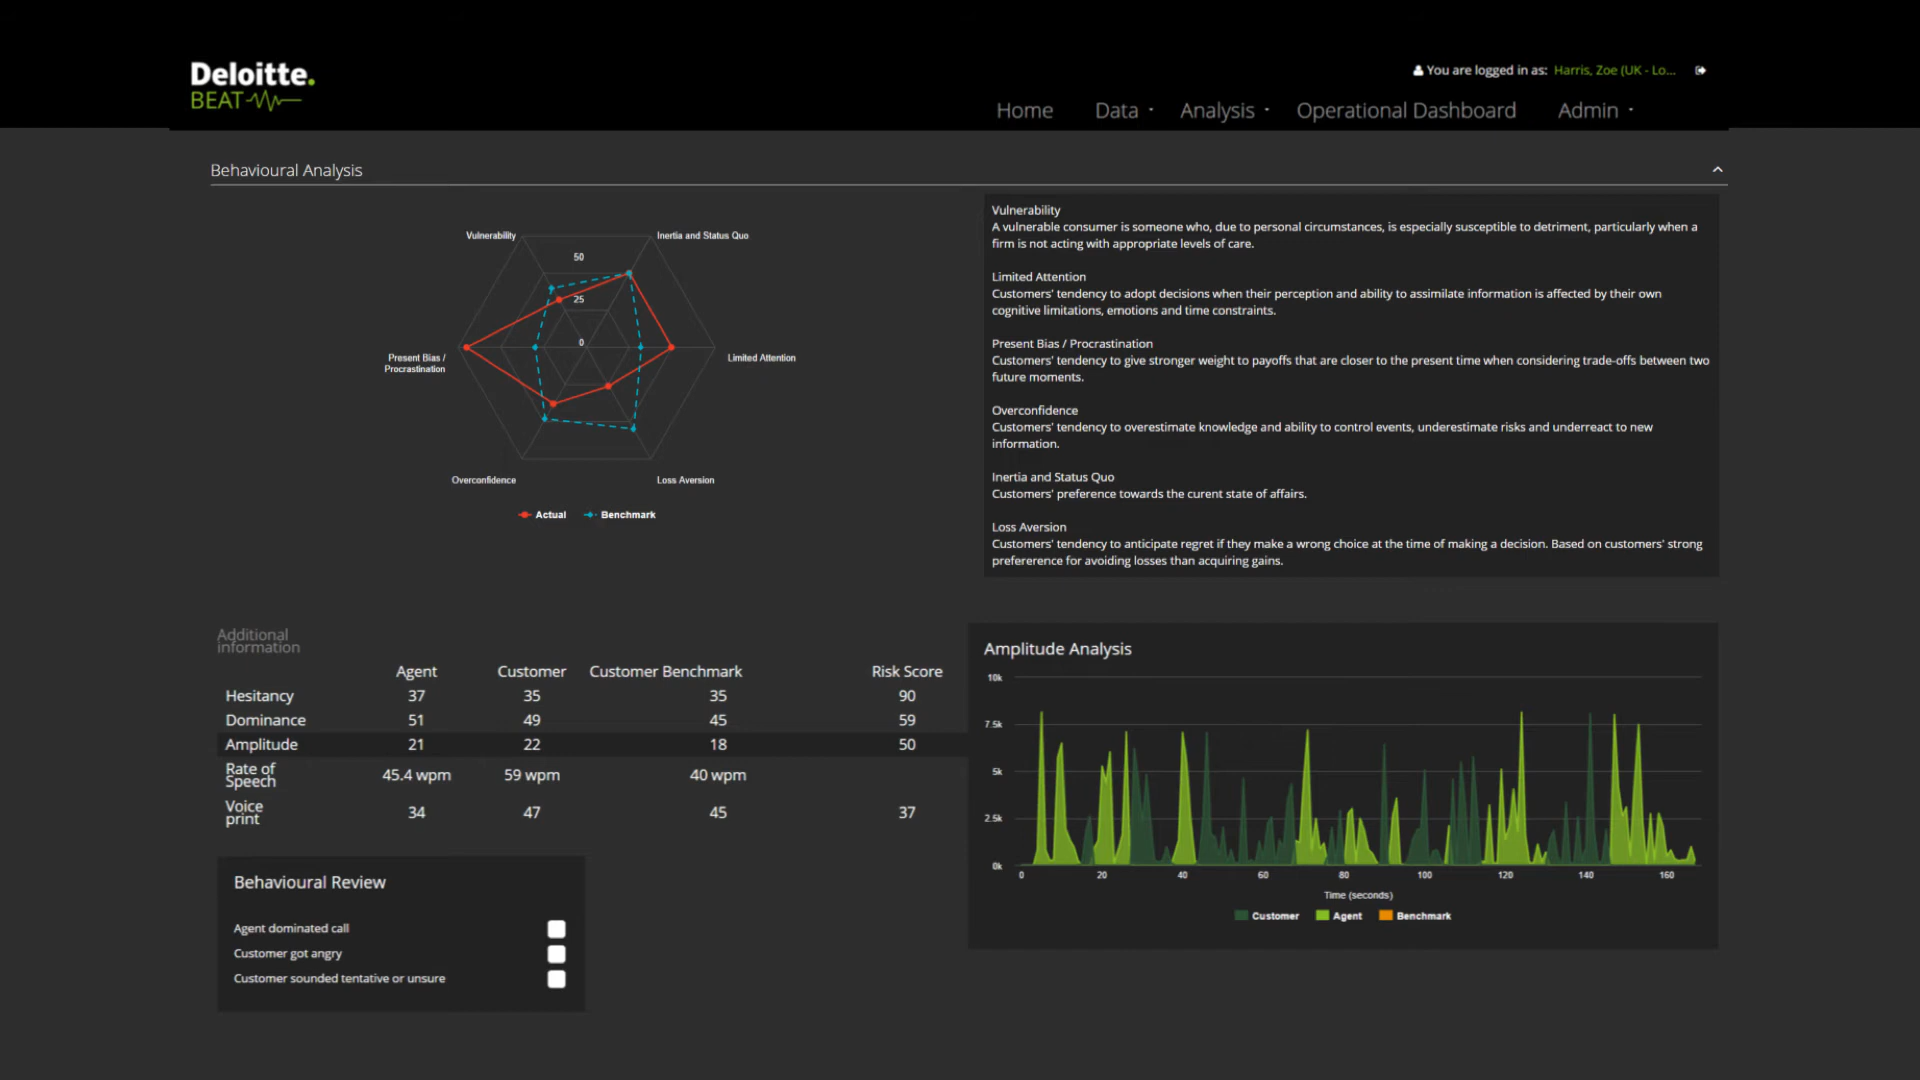 Deloitte.
BEAT
You are logged in as: Harris, Zoe (UK - Lo...
Home Data Analysis Operational Dashboard Admin
Behavioural Analysis
Vulnerability
Inertia and Status Quo
50
25
0
Present Bias /
Procrastination
Limited Attention
Overconfidence
Loss Aversion
Actual Benchmark
Vulnerability
A vulnerable consumer is someone who, due to personal circumstances, is especially susceptible to detriment, particularly when a
firm is not acting with appropriate levels of care.
Limited Attention
Customers' tendency to adopt decisions when their perception and ability to assimilate information is affected by their own
cognitive limitations, emotions and time constraints.
Present Bias / Procrastination
Customers' tendency to give stronger weight to payoffs that are closer to the present time when considering trade-offs between two
future moments.
Overconfidence
Customers' tendency to overestimate knowledge and ability to control events, underestimate risks and underreact to new
information.
Inertia and Status Quo
Customers' preference towards the curent state of affairs.
Loss Aversion
Customers' tendency to anticipate regret if they make a wrong choice at the time of making a decision. Based on customers' strong
prefererence for avoiding losses than acquiring gains.
Additional
information
Agent Customer Customer Benchmark Risk Score
Hesitancy 37 35 35 90
Dominance 51 49 45 59
Amplitude 21 22 18 50
Rate of
Speech 45.4 wpm 59 wpm 40 wpm
Voice
print 34 47 45 37
Behavioural Review
Agent dominated call
Customer got angry
Customer sounded tentative or unsure
Amplitude Analysis
10k
7.5k
5k
2.5k
0k
0 20 40 60 80 100 120 140 160
Time (seconds)
Customer Agent Benchmark